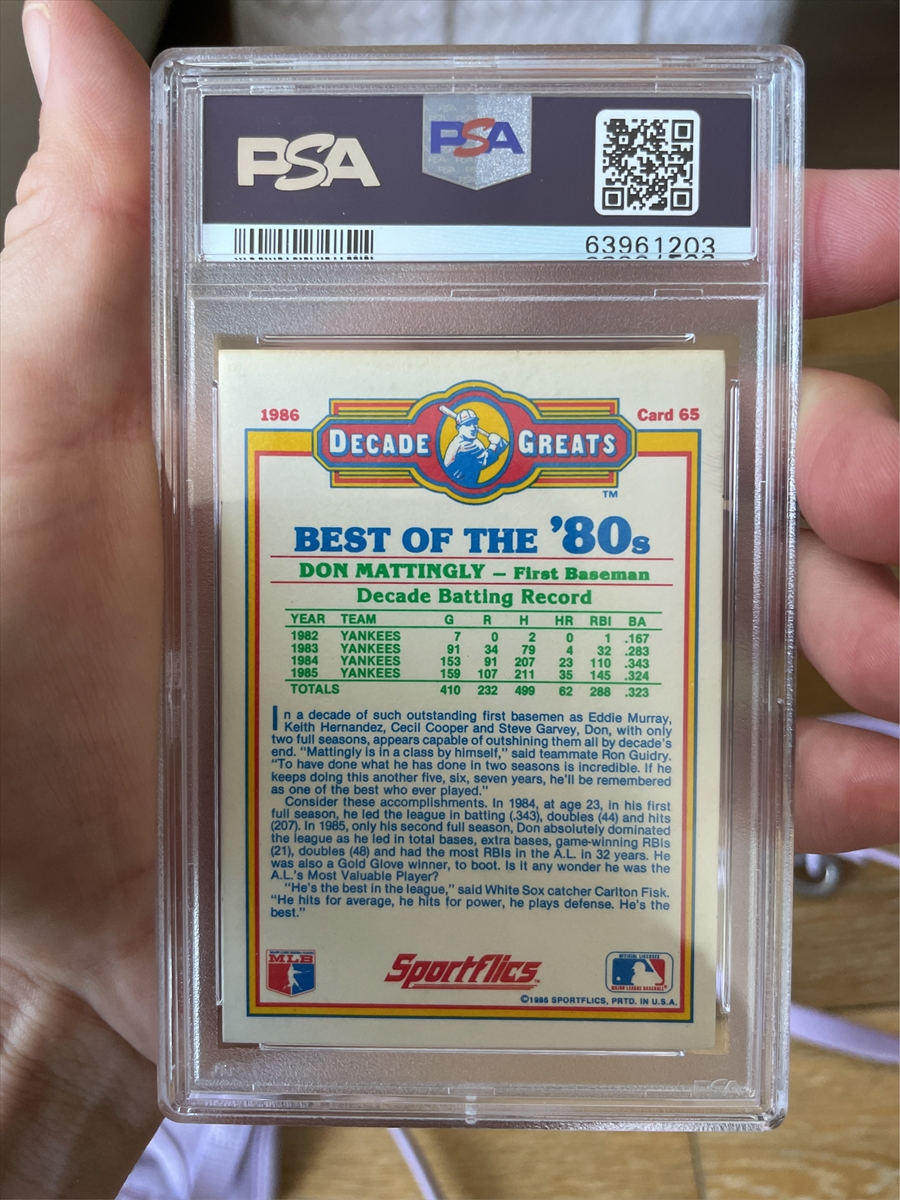 PSA
PSA
63961203
1986
Card 65
DECADE GREATS
TM
BEST OF THE '80s
DON MATTINGLY – First Baseman
Decade Batting Record
YEAR TEAM G R H HR RBI BA
1982 YANKEES 7 0 2 0 1 .167
1983 YANKEES 91 34 79 4 32 .283
1984 YANKEES 153 91 207 23 110 .343
1985 YANKEES 159 107 211 35 145 .324
TOTALS 410 232 499 62 288 .323
In a decade of such outstanding first basemen as Eddie Murray,
Keith Hernandez, Cecil Cooper and Steve Garvey, Don, with only
two full seasons, appears capable of outshining them all by decade's
end. "Mattingly is in a class by himself," said teammate Ron Guidry.
"To have done what he has done in two seasons is incredible. If he
keeps doing this another five, six, seven years, he'll be remembered
as one of the best who ever played."
Consider these accomplishments. In 1984, at age 23, in his first
full season, he led the league in batting (.343), doubles (44) and hits
(207). In 1985, only his second full season, Don absolutely dominated
the league as he led in total bases, extra bases, game-winning RBIs
(21), doubles (48) and had the most RBIs in the A.L. in 32 years. He
was also a Gold Glove winner, to boot. Is it any wonder he was the
A.L.'s Most Valuable Player?
"He's the best in the league," said White Sox catcher Carlton Fisk.
"He hits for average, he hits for power, he plays defense. He's the
best."
MLB
Sportflics
OFFICIAL LICENSEE
MAJOR LEAGUE BASEBALL
©1986 SPORTFLICS, PRTD. IN U.S.A.